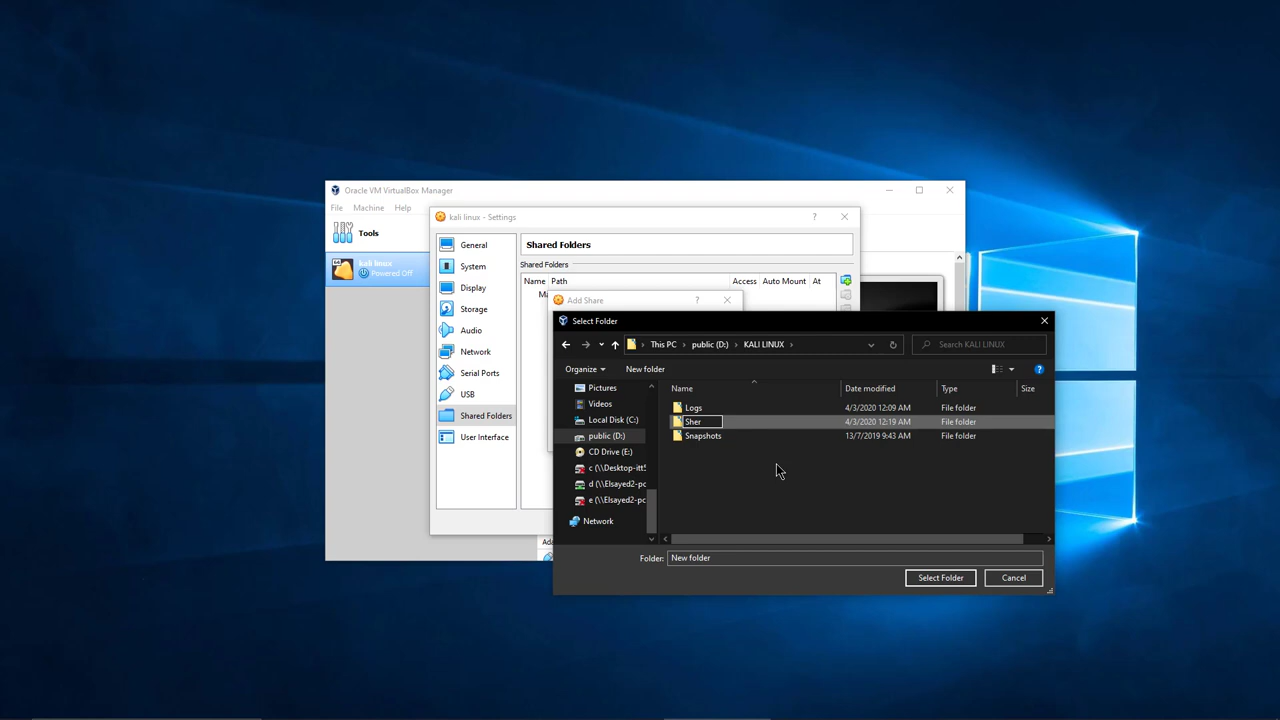 Oracle VM VirtualBox Manager
File Machine Help
Tools
kali linux
Powered Off
kali linux - Settings
?
General
System
Display
Storage
Audio
Network
Serial Ports
USB
Shared Folders
User Interface
Shared Folders
Shared Folders
Name Path Access Auto Mount At
Add Share ?
Select Folder
This PC > public (D:) > KALI LINUX >
Search KALI LINUX
Organize New folder
?
Pictures
Videos
Local Disk (C:)
public (D:)
CD Drive (E:)
c (\\Desktop-itt5
d (\\Elsayed2-pc
e (\\Elsayed2-pc
Network
Name Date modified Type Size
Logs 4/3/2020 12:09 AM File folder
Sher 4/3/2020 12:19 AM File folder
Snapshots 13/7/2019 9:43 AM File folder
Folder: New folder
Select Folder Cancel